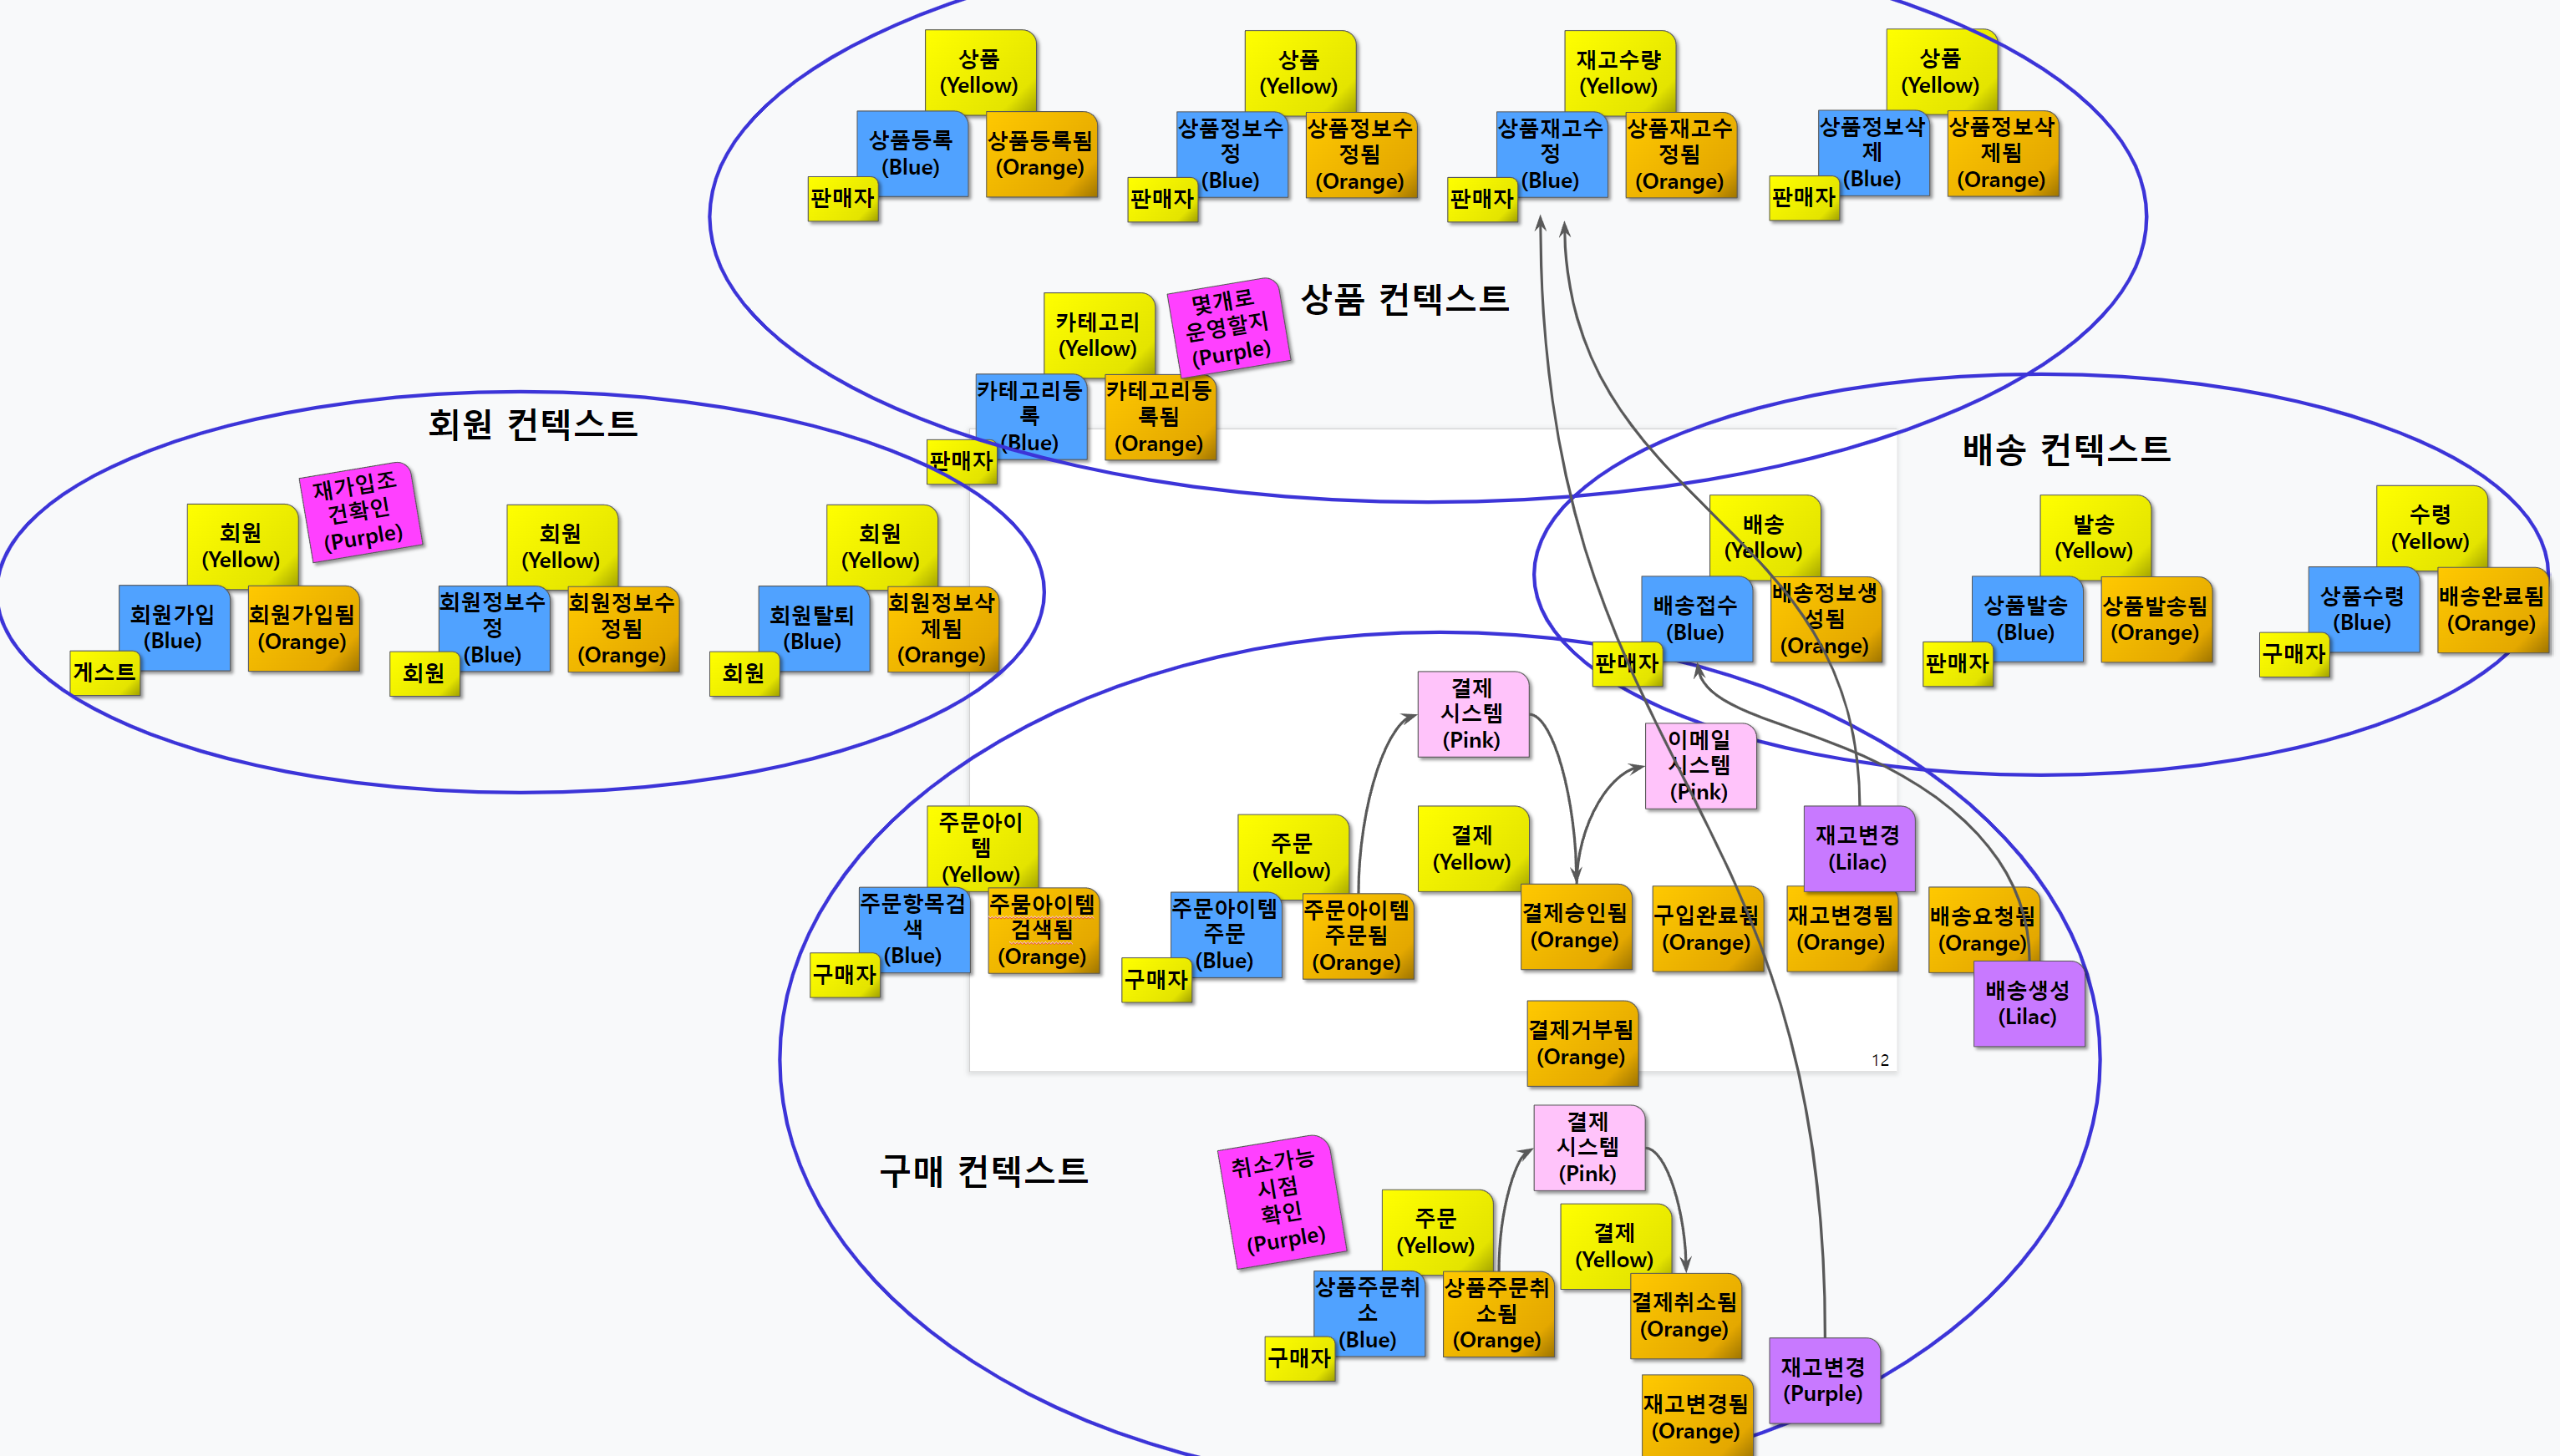 상품
(Yellow)
상품등록
(Blue)
상품등록됨
(Orange)
판매자
상품
(Yellow)
상품정보수
정
(Blue)
상품정보수
정됨
(Orange)
판매자
재고수량
(Yellow)
상품재고수
정
(Blue)
상품재고수
정됨
(Orange)
판매자
상품
(Yellow)
상품정보삭
제
(Blue)
상품정보삭
제됨
(Orange)
판매자
상품 컨텍스트
카테고리
(Yellow)
몇개로
운영할지
(Purple)
카테고리등
록
(Blue)
카테고리등
록됨
(Orange)
판매자
회원 컨텍스트
재가입조
건확인
(Purple)
회원
(Yellow)
회원가입
(Blue)
회원가입됨
(Orange)
게스트
회원
(Yellow)
회원정보수
정
(Blue)
회원정보수
정됨
(Orange)
회원
회원
(Yellow)
회원탈퇴
(Blue)
회원정보삭
제됨
(Orange)
회원
배송 컨텍스트
배송
(Yellow)
배송접수
(Blue)
배송정보생
성됨
(Orange)
판매자
발송
(Yellow)
상품발송
(Blue)
상품발송됨
(Orange)
판매자
수령
(Yellow)
상품수령
(Blue)
배송완료됨
(Orange)
구매자
결제
시스템
(Pink)
이메일
시스템
(Pink)
주문아이
템
(Yellow)
주문항목검
색
(Blue)
주뭄아이템
검색됨
(Orange)
구매자
주문
(Yellow)
주문아이템
주문
(Blue)
주문아이템
주문됨
(Orange)
구매자
결제
(Yellow)
결제승인됨
(Orange)
구입완료됨
(Orange)
재고변경
(Lilac)
재고변경됨
(Orange)
배송요청됨
(Orange)
배송생성
(Lilac)
결제거부됨
(Orange)
12
구매 컨텍스트
취소가능
시점
확인
(Purple)
결제
시스템
(Pink)
주문
(Yellow)
상품주문취
소
(Blue)
상품주문취
소됨
(Orange)
구매자
결제
(Yellow)
결제취소됨
(Orange)
재고변경
(Purple)
재고변경됨
(Orange)